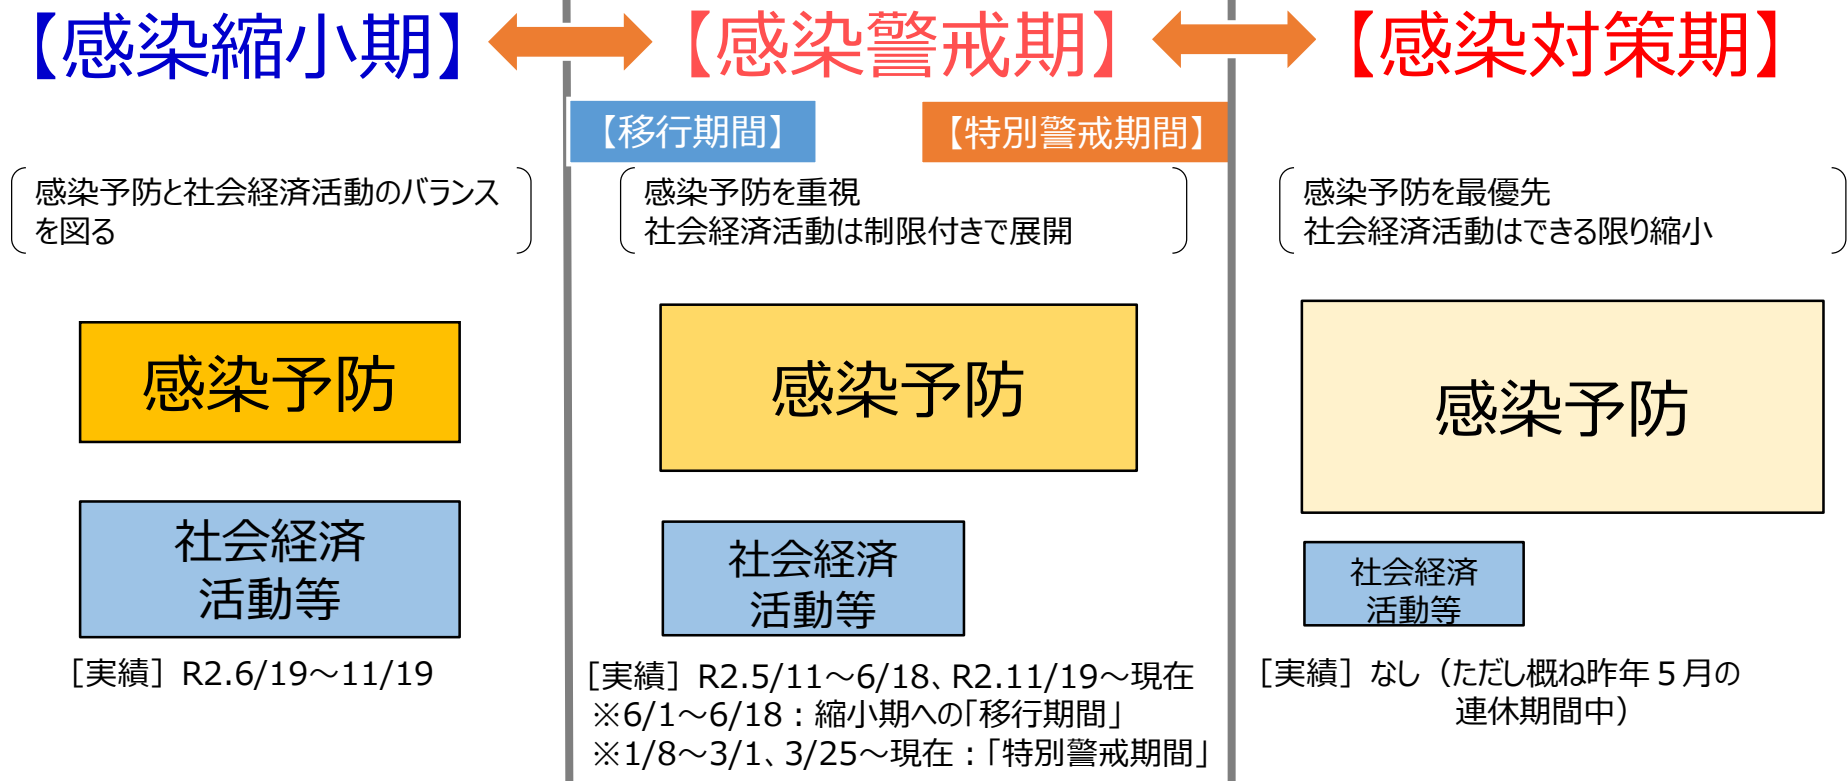 【感染縮小期】
感染予防と社会経済活動のバランス
を図る
感染予防
社会経済
活動等
［実績］R2.6/19～11/19
【感染警戒期】
【移行期間】
【特別警戒期間】
感染予防を重視
社会経済活動は制限付きで展開
感染予防
社会経済
活動等
［実績］R2.5/11～6/18、R2.11/19～現在
※6/1～6/18：縮小期への「移行期間」
※1/8～3/1、3/25～現在：「特別警戒期間」
【感染対策期】
感染予防を最優先
社会経済活動はできる限り縮小
感染予防
社会経済
活動等
［実績］なし（ただし概ね昨年５月の
連休期間中）